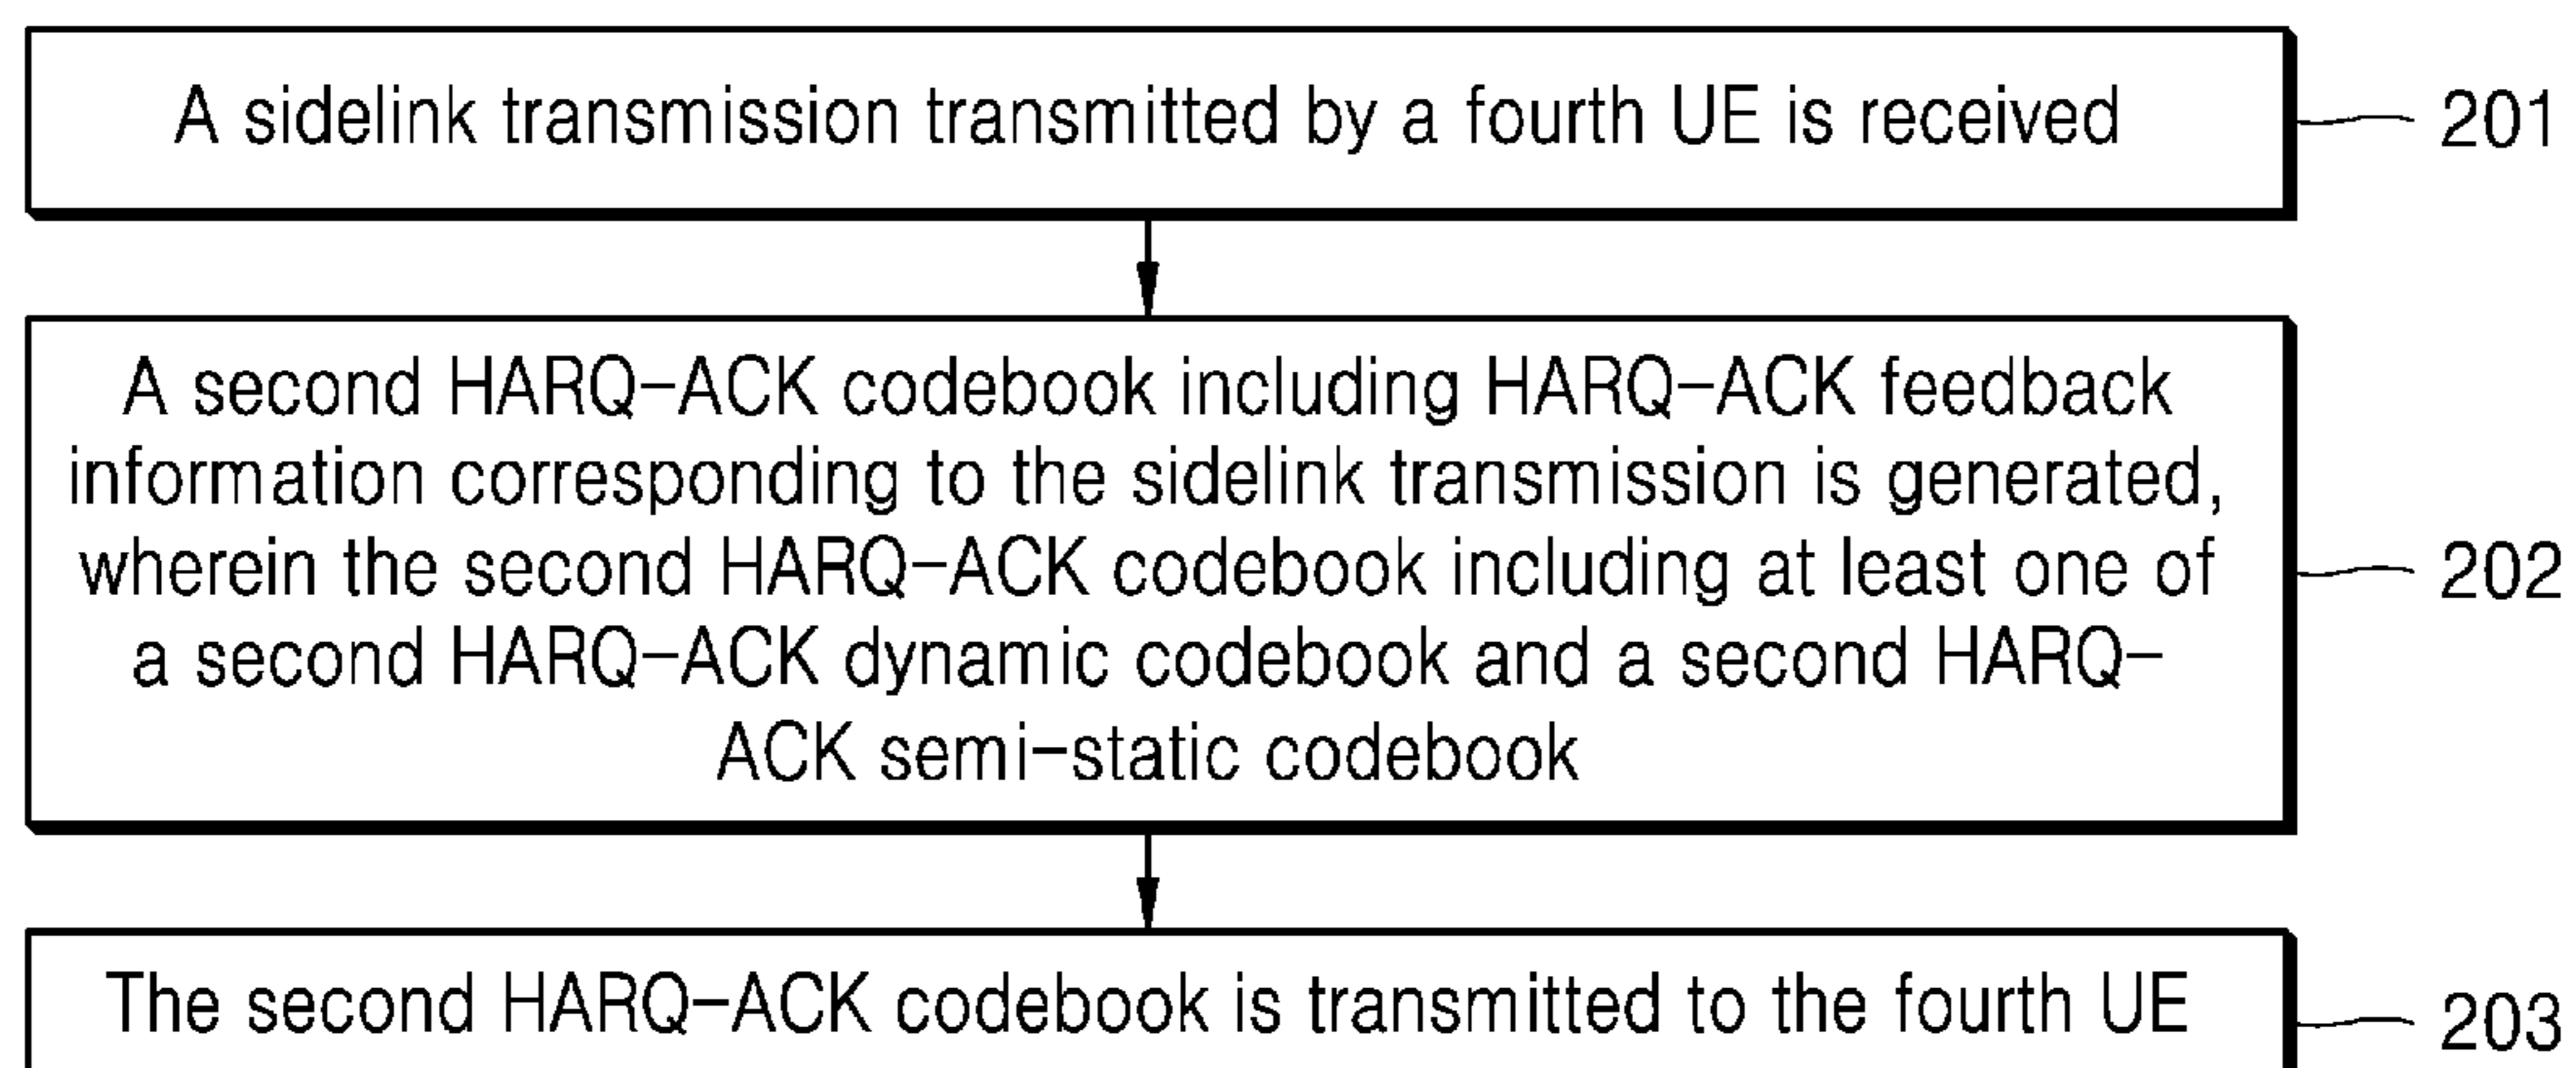 A sidelink transmission transmitted by a fourth UE is received
201
A second HARQ-ACK codebook including HARQ-ACK feedback
information corresponding to the sidelink transmission is generated,
wherein the second HARQ-ACK codebook including at least one of
202
a second HARQ-ACK dynamic codebook and a second HARQ-
ACK semi-static codebook
The second HARQ-ACK codebook is transmitted to the fourth UE
203